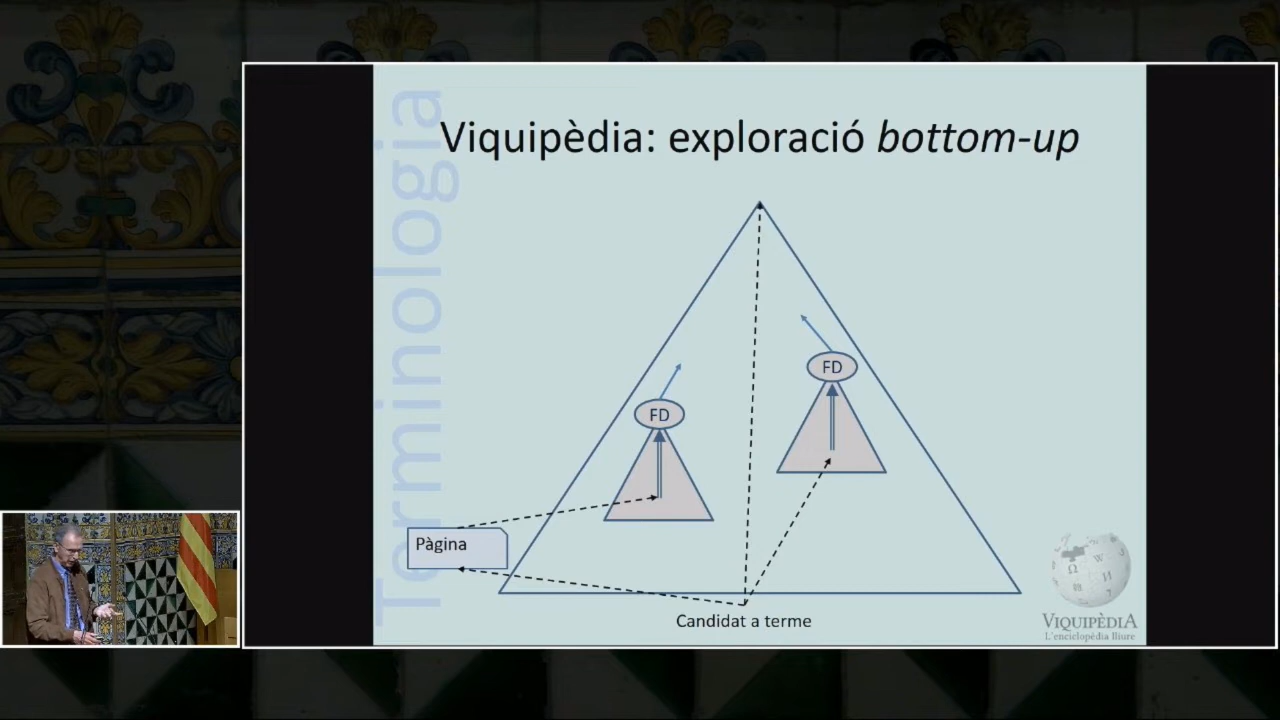 Terminologia
Viquipèdia: exploració bottom-up
FD
FD
Pàgina
Candidat a terme
Ω
W
И
VIQUIPÈDIA
L'enciclopèdia lliure